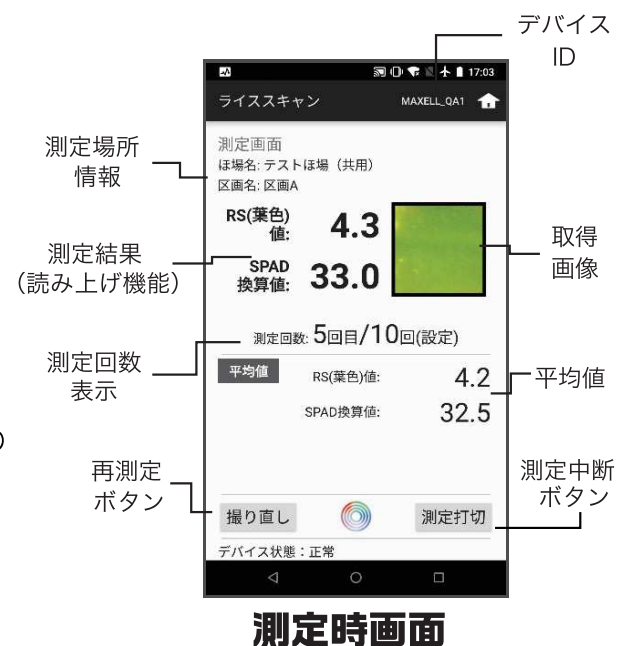 デバイス
ID
17:03
ライススキャン
MAXELL_QA1
測定場所
情報
測定画面
ほ場名: テストほ場（共用）
区画名: 区画A
RS(葉色)
値:
4.3
測定結果
（読み上げ機能）
SPAD
換算値:
33.0
取得
画像
測定回数
表示
測定回数: 5回目/10回(設定)
平均値
RS(葉色)値:
4.2
平均値
SPAD換算値:
32.5
再測定
ボタン
測定中断
ボタン
撮り直し
測定打切
デバイス状態：正常
測定時画面